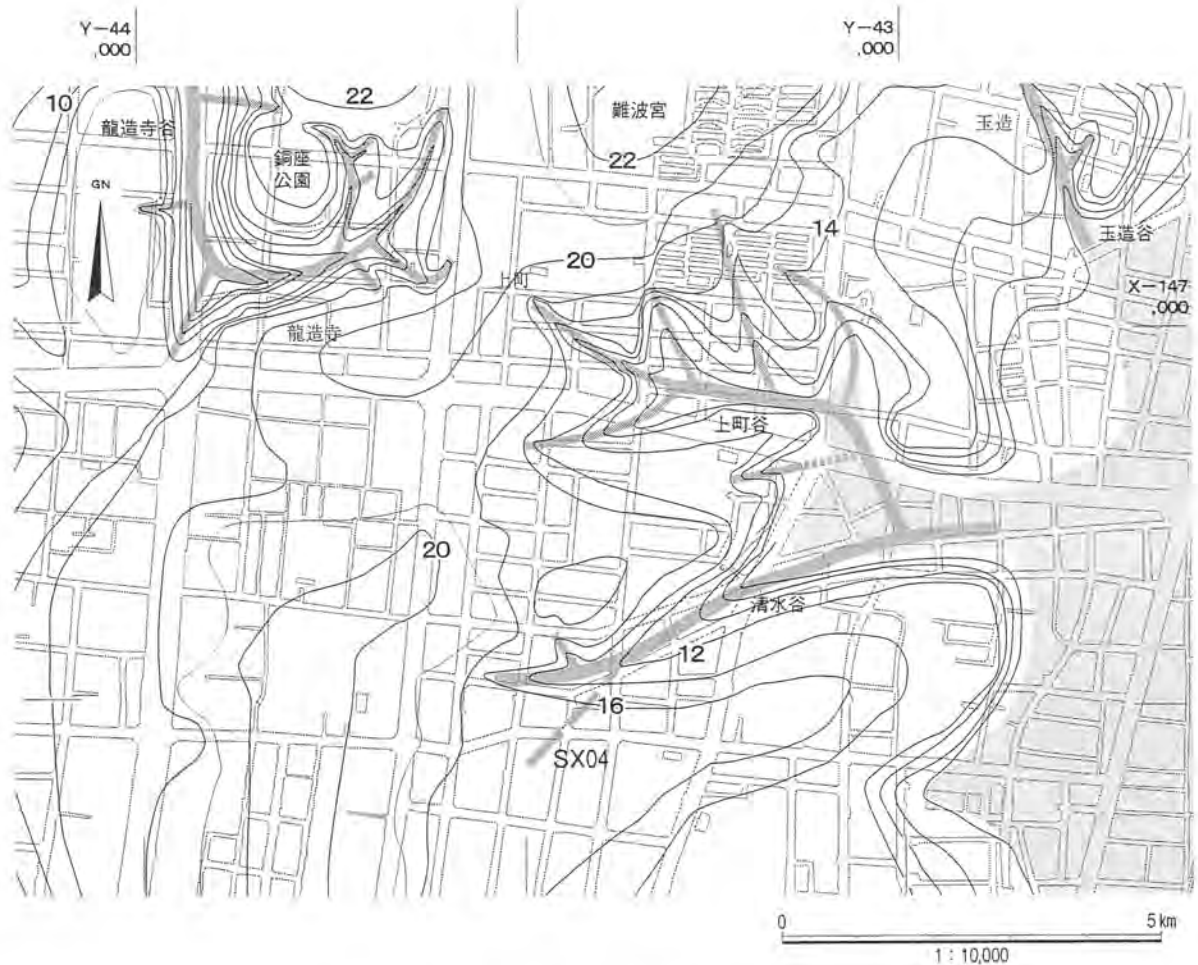 Y-44
,000
Y-43
,000
10
22
難波宮
玉造
龍造寺谷
銅座
公園
22
14
GN
玉造谷
20
上町
X-147
,000
龍造寺
上町谷
20
清水谷
12
16
SX04
0
5km
1:10,000